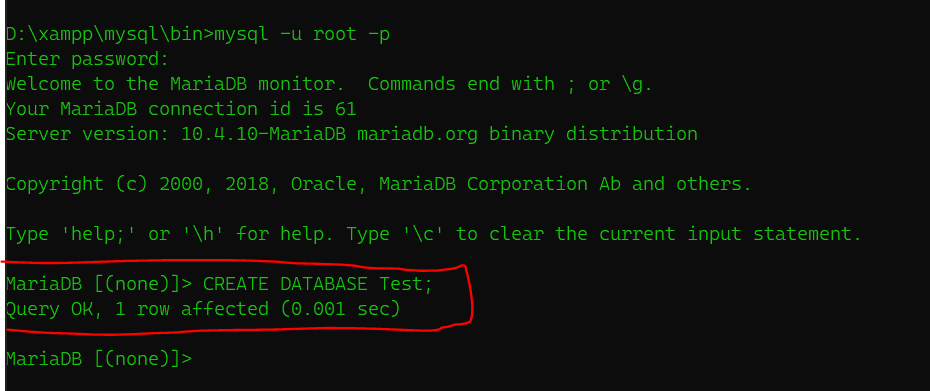 D:\xampp\mysql\bin>mysql -u root -p
Enter password:
Welcome to the MariaDB monitor.  Commands end with ; or \g.
Your MariaDB connection id is 61
Server version: 10.4.10-MariaDB mariadb.org binary distribution
Copyright (c) 2000, 2018, Oracle, MariaDB Corporation Ab and others.
Type 'help;' or '\h' for help. Type '\c' to clear the current input statement.
MariaDB [(none)]> CREATE DATABASE Test;
Query OK, 1 row affected (0.001 sec)
MariaDB [(none)]>